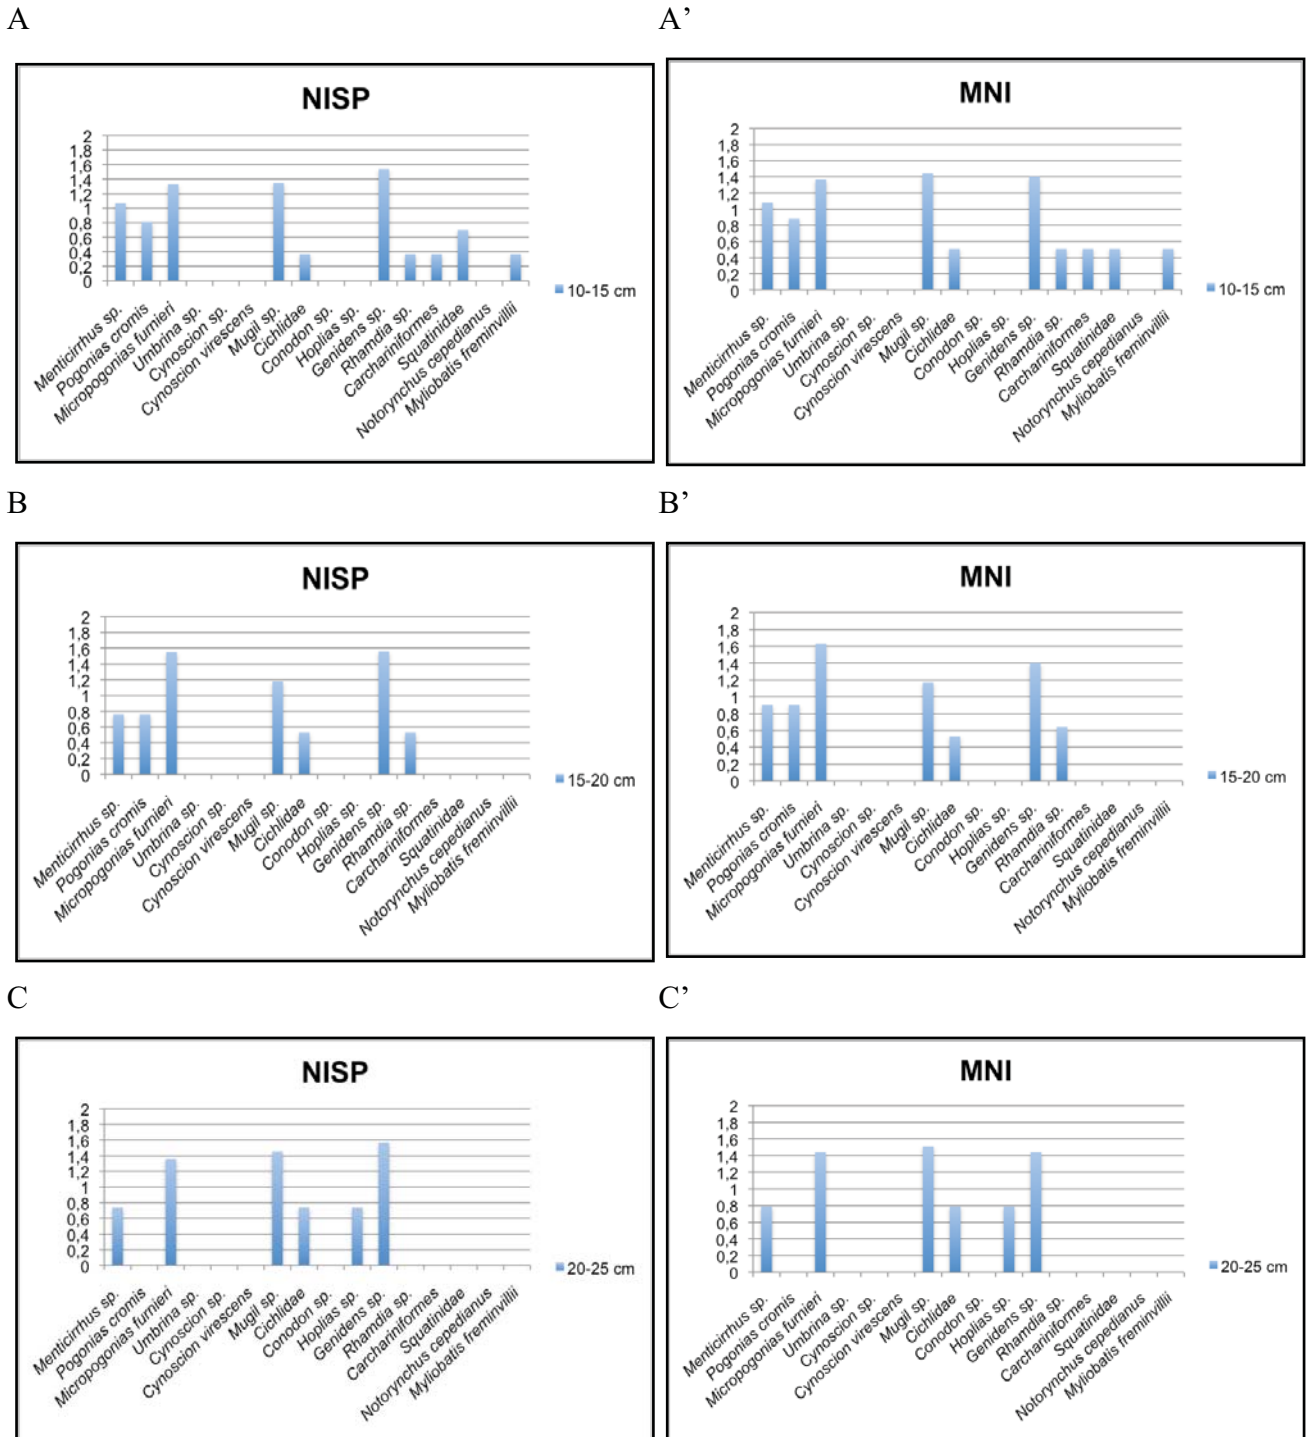 A
A’
NISP
2
1,8
1,6
1,4
1,2
1
0,8
0,6
0,4
0,2
0
10-15 cm
Menticirrhus sp.
Pogonias cromis
Micropogonias furnieri
Umbrina sp.
Cynoscion sp.
Cynoscion virescens
Mugil sp.
Cichlidae
Conodon sp.
Hoplias sp.
Genidens sp.
Rhamdia sp.
Carchariniformes
Squatinidae
Notorynchus cepedianus
Myliobatis freminvillii
MNI
2
1,8
1,6
1,4
1,2
1
0,8
0,6
0,4
0,2
0
10-15 cm
Menticirrhus sp.
Pogonias cromis
Micropogonias furnieri
Umbrina sp.
Cynoscion sp.
Cynoscion virescens
Mugil sp.
Cichlidae
Conodon sp.
Hoplias sp.
Genidens sp.
Rhamdia sp.
Carchariniformes
Squatinidae
Notorynchus cepedianus
Myliobatis freminvillii
B
B’
NISP
2
1,8
1,6
1,4
1,2
1
0,8
0,6
0,4
0,2
0
15-20 cm
Menticirrhus sp.
Pogonias cromis
Micropogonias furnieri
Umbrina sp.
Cynoscion sp.
Cynoscion virescens
Mugil sp.
Cichlidae
Conodon sp.
Hoplias sp.
Genidens sp.
Rhamdia sp.
Carchariniformes
Squatinidae
Notorynchus cepedianus
Myliobatis freminvillii
MNI
2
1,8
1,6
1,4
1,2
1
0,8
0,6
0,4
0,2
0
15-20 cm
Menticirrhus sp.
Pogonias cromis
Micropogonias furnieri
Umbrina sp.
Cynoscion sp.
Cynoscion virescens
Mugil sp.
Cichlidae
Conodon sp.
Hoplias sp.
Genidens sp.
Rhamdia sp.
Carchariniformes
Squatinidae
Notorynchus cepedianus
Myliobatis freminvillii
C
C’
NISP
2
1,8
1,6
1,4
1,2
1
0,8
0,6
0,4
0,2
0
20-25 cm
Menticirrhus sp.
Pogonias cromis
Micropogonias furnieri
Umbrina sp.
Cynoscion sp.
Cynoscion virescens
Mugil sp.
Cichlidae
Conodon sp.
Hoplias sp.
Genidens sp.
Rhamdia sp.
Carchariniformes
Squatinidae
Notorynchus cepedianus
Myliobatis freminvillii
MNI
2
1,8
1,6
1,4
1,2
1
0,8
0,6
0,4
0,2
0
20-25 cm
Menticirrhus sp.
Pogonias cromis
Micropogonias furnieri
Umbrina sp.
Cynoscion sp.
Cynoscion virescens
Mugil sp.
Cichlidae
Conodon sp.
Hoplias sp.
Genidens sp.
Rhamdia sp.
Carchariniformes
Squatinidae
Notorynchus cepedianus
Myliobatis freminvillii